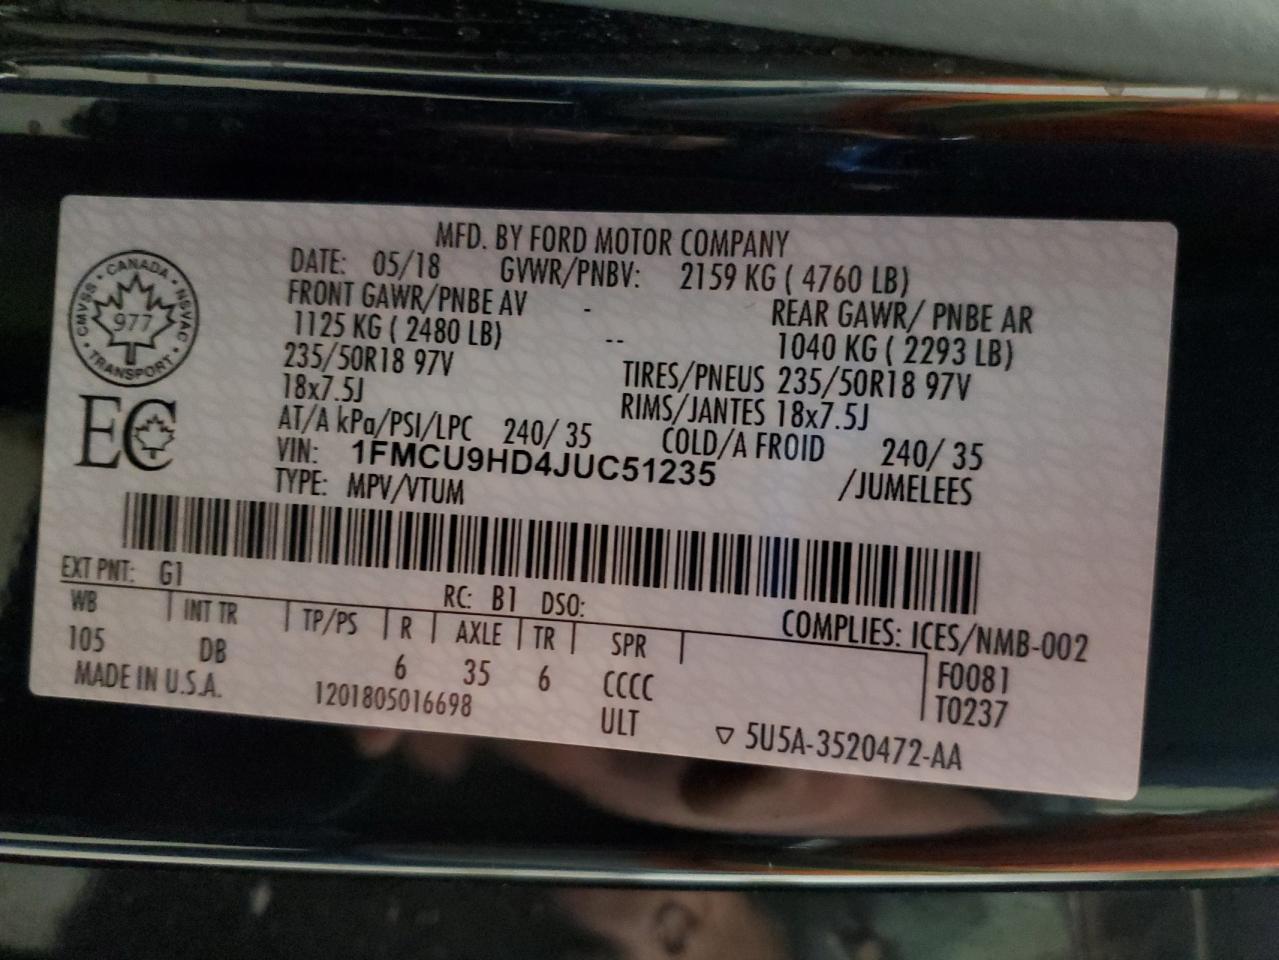 MFD. BY FORD MOTOR COMPANY
DATE: 05/18 GVWR/PNBV: 2159 KG ( 4760 LB)
FRONT GAWR/PNBE AV - REAR GAWR/ PNBE AR
1125 KG ( 2480 LB) -- 1040 KG ( 2293 LB)
235/50R18 97V TIRES/PNEUS 235/50R18 97V
18x7.5J RIMS/JANTES 18x7.5J
AT/A kPa/PSI/LPC 240/ 35 COLD/A FROID 240/ 35
VIN: 1FMCU9HD4JUC51235 /JUMELEES
TYPE: MPV/VTUM
CANADA
CMVSS 977 NSVAC
TRANSPORT
EC
EXT PNT: G1 RC: B1 DSO: COMPLIES: ICES/NMB-002
WB INT TR TP/PS R AXLE TR SPR F0081
105 DB 6 35 6 CCCC T0237
MADE IN U.S.A. 1201805016698 ULT ▽ 5U5A-3520472-AA